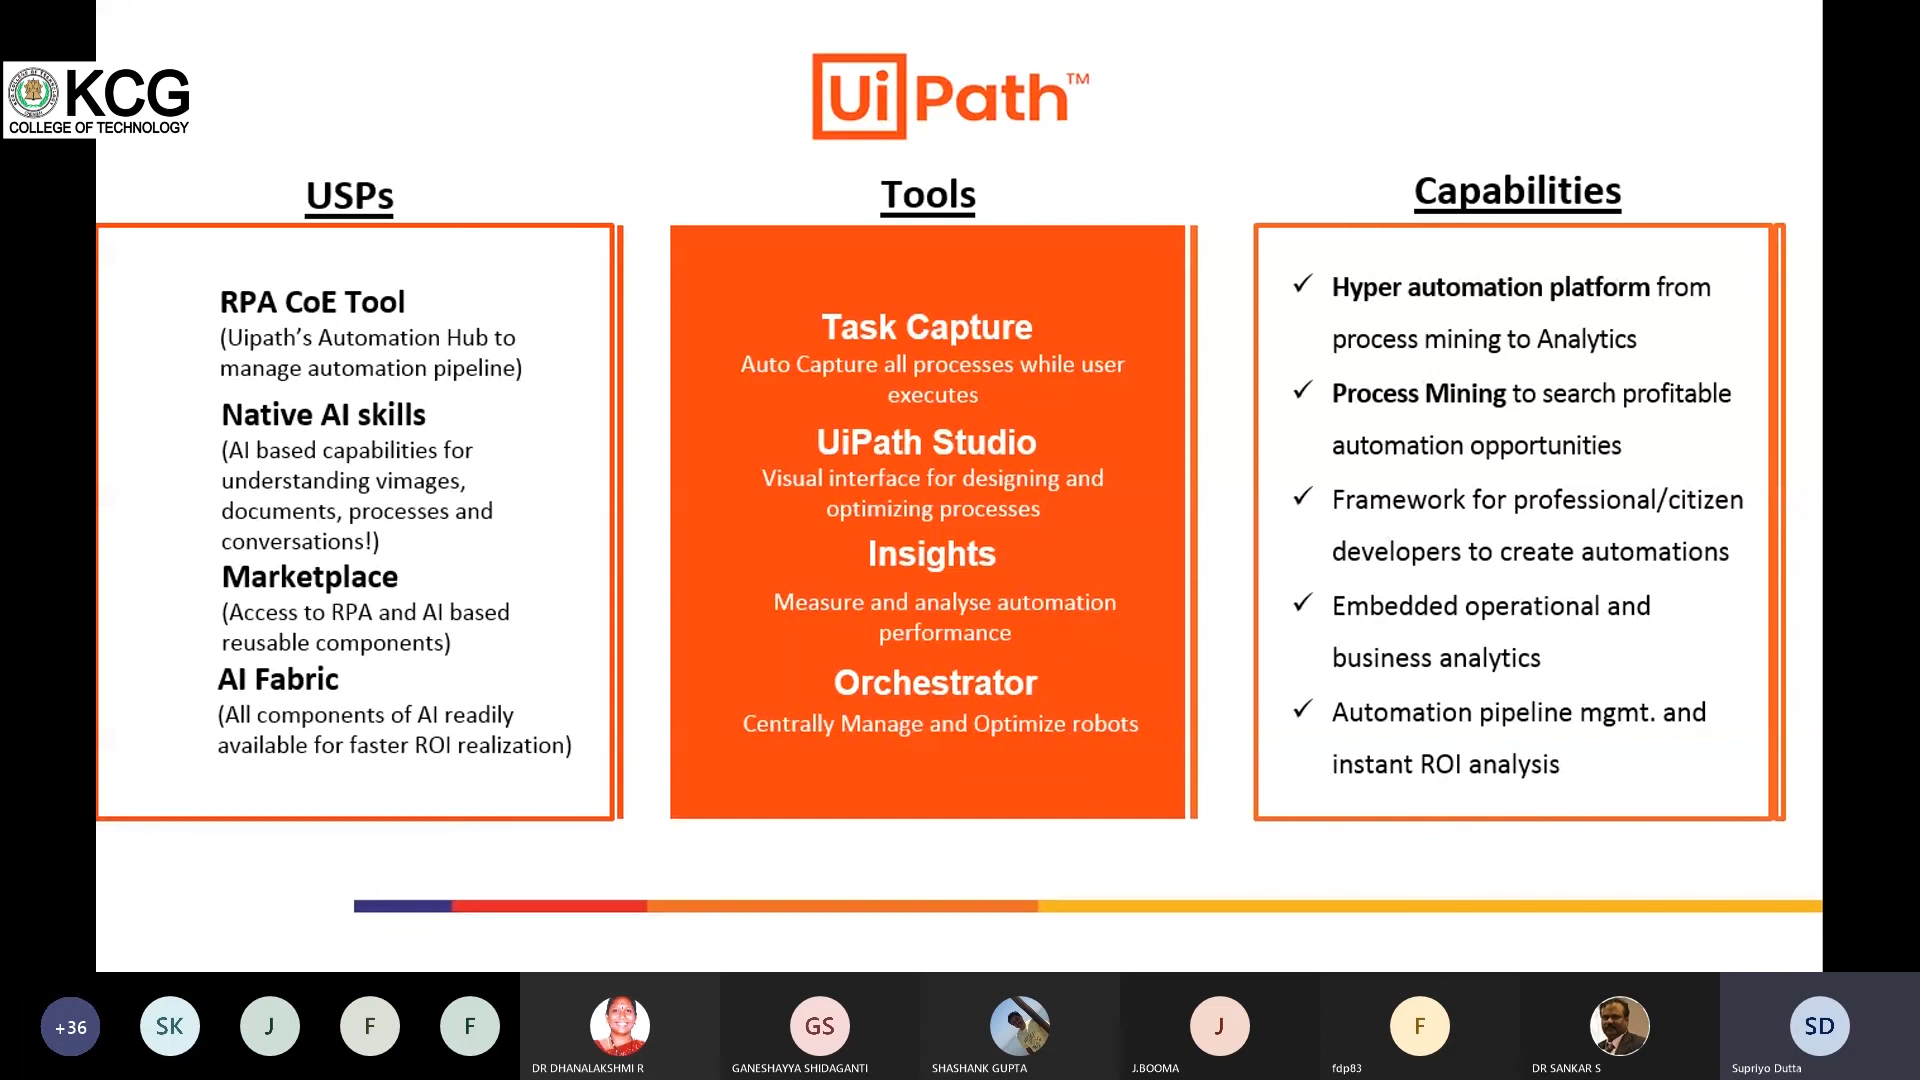 KCG
COLLEGE OF TECHNOLOGY
UiPath™
USPs
RPA CoE Tool
(Uipath’s Automation Hub to
manage automation pipeline)
Native AI skills
(AI based capabilities for
understanding vimages,
documents, processes and
conversations!)
Marketplace
(Access to RPA and AI based
reusable components)
AI Fabric
(All components of AI readily
available for faster ROI realization)
Tools
Task Capture
Auto Capture all processes while user
executes
UiPath Studio
Visual interface for designing and
optimizing processes
Insights
Measure and analyse automation
performance
Orchestrator
Centrally Manage and Optimize robots
Capabilities
✓ Hyper automation platform from
process mining to Analytics
✓ Process Mining to search profitable
automation opportunities
✓ Framework for professional/citizen
developers to create automations
✓ Embedded operational and
business analytics
✓ Automation pipeline mgmt. and
instant ROI analysis
+36
SK
J
F
F
DR DHANALAKSHMI R
GS
GANESHAYYA SHIDAGANTI
SHASHANK GUPTA
J
J.BOOMA
F
fdp83
DR SANKAR S
SD
Supriyo Dutta